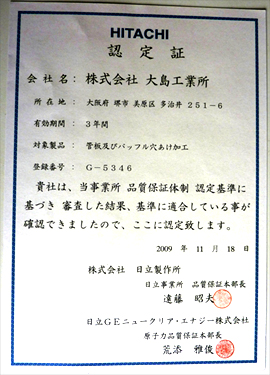 HITACHI
認定証
会社名: 株式会社 大島工業所
所在地: 大阪府 堺市 美原区 多治井 251-6
有効期間: 3年間
対象製品: 管板及びバッフル穴あけ加工
登録番号: G-5346
貴社は、当事業所 品質保証体制 認定基準に
基づき 審査した結果、基準に適合している事が
確認できましたので、ここに認定致します。
2009 年 11 月 18 日
株式会社 日立製作所
日立事業所 品質保証本部長
遠藤 昭夫
日立GEニュークリア・エナジー株式会社
原子力品質保証本部長
荒添 雅俊